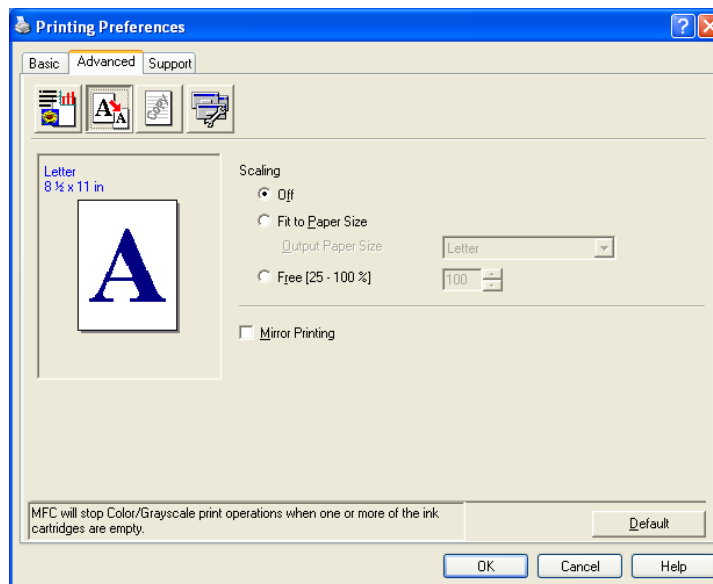 Printing Preferences
Basic Advanced Support
A A COPY
Letter
8 ½ x 11 in
A
Scaling
Off
Fit to Paper Size
Output Paper Size Letter
Free [25 - 100 %] 100
Mirror Printing
MFC will stop Color/Grayscale print operations when one or more of the ink
cartridges are empty.
Default
OK Cancel Help